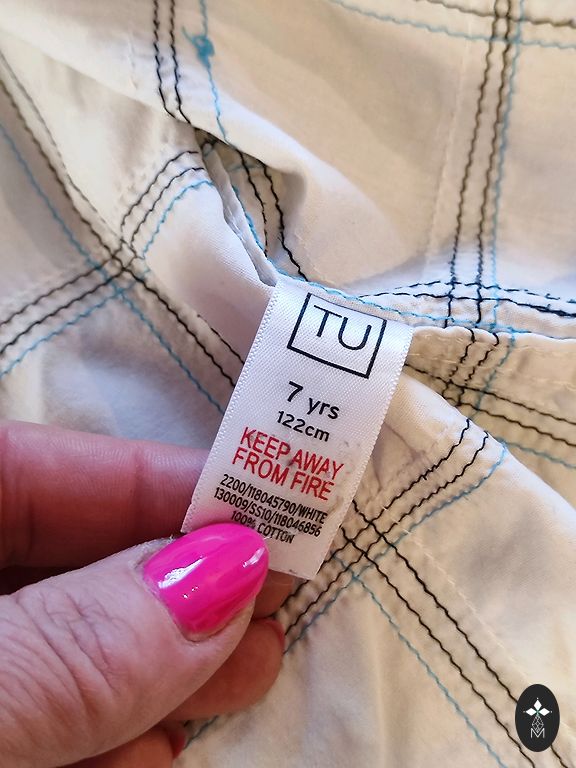 TU
7 yrs
122cm
KEEP AWAY
FROM FIRE
2200/118045790/WHITE
130009/SS10/118046856
100% COTTON
M